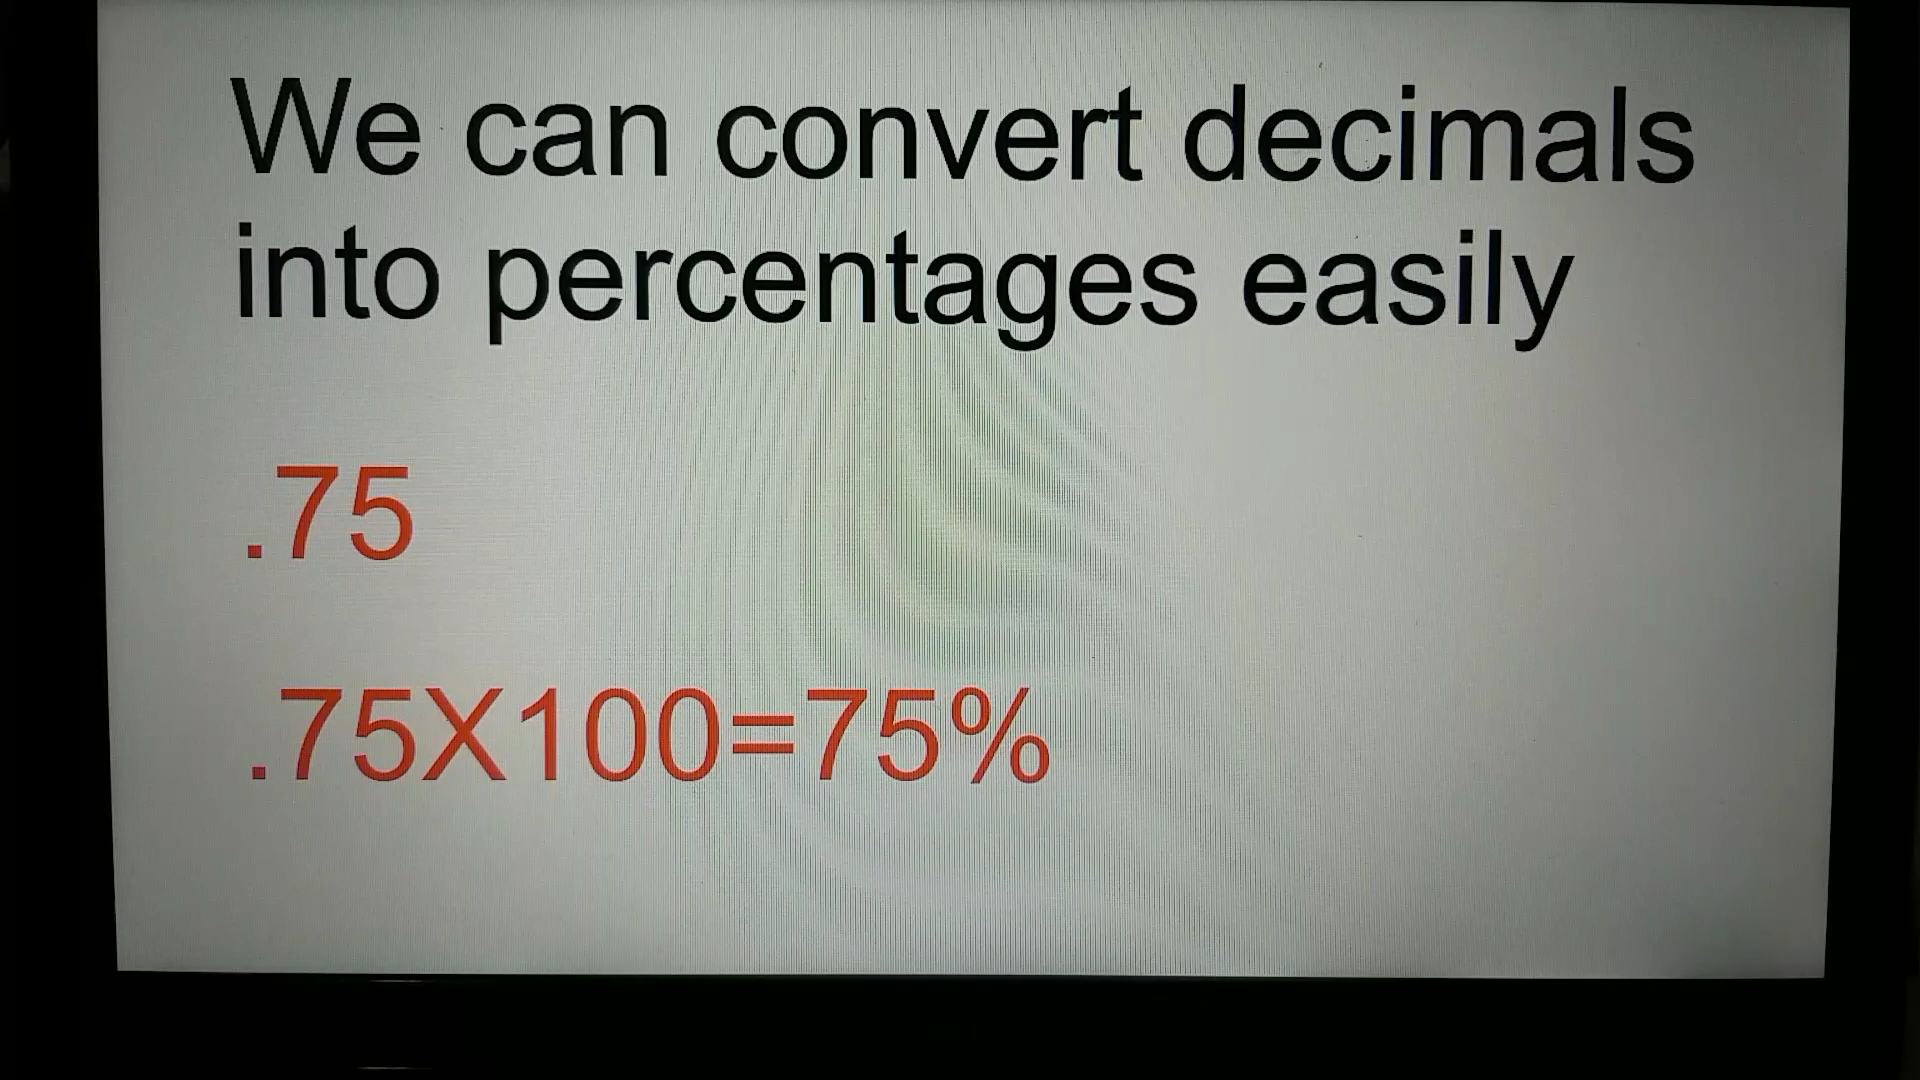 We can convert decimals
into percentages easily
.75
.75X100=75%